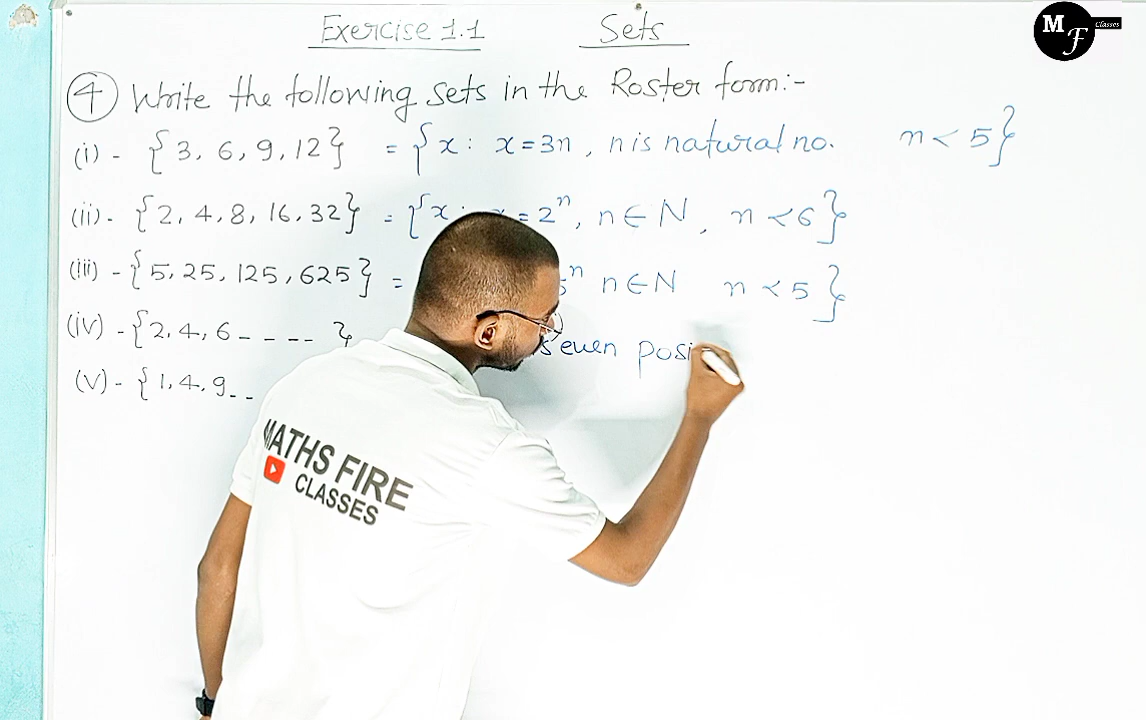 Exercise 1.1 Sets
M F Classes
4 Write the following sets in the Roster form:-
(i) - {3, 6, 9, 12} = {x: x=3n, n is natural no. n < 5}
(ii) - {2, 4, 8, 16, 32} = {x: x=2ⁿ, n ∈ N, n < 6}
(iii) - {5, 25, 125, 625} = 5ⁿ n ∈ N n < 5}
(iv) - {2, 4, 6 - - - - } even posi
(v) - { 1, 4, 9 - -
MATHS FIRE
CLASSES